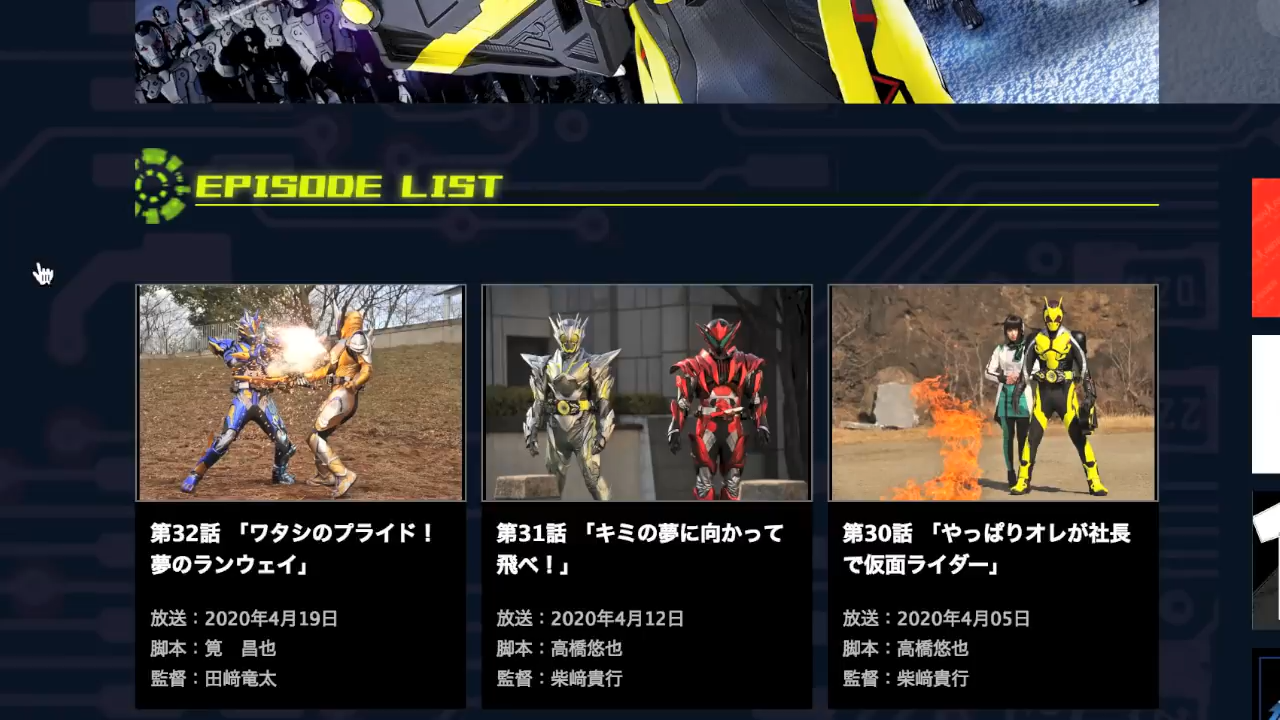 EPISODE LIST
第32話 「ワタシのプライド！
夢のランウェイ」
放送：2020年4月19日
脚本：筧　昌也
監督：田﨑竜太
第31話 「キミの夢に向かって
飛べ！」
放送：2020年4月12日
脚本：高橋悠也
監督：柴﨑貴行
第30話 「やっぱりオレが社長
で仮面ライダー」
放送：2020年4月05日
脚本：高橋悠也
監督：柴﨑貴行